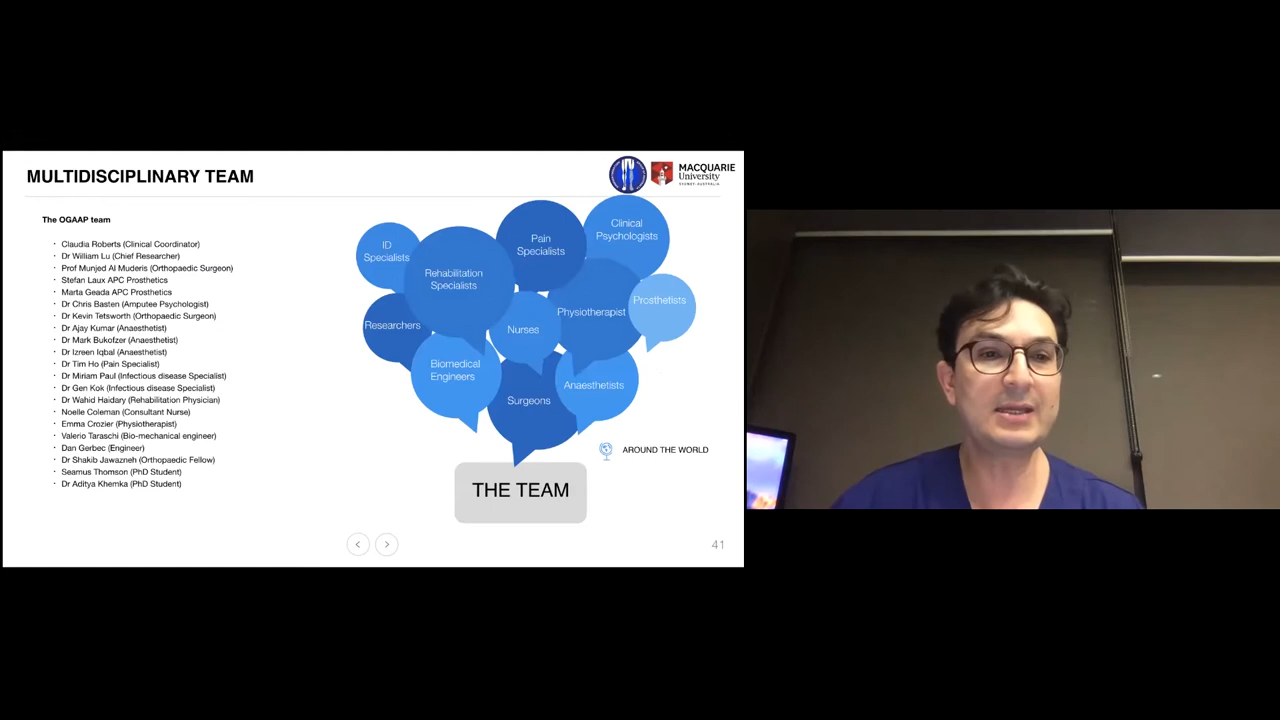 MULTIDISCIPLINARY TEAM
MACQUARIE
University
SYDNEY·AUSTRALIA
The OGAAP team
· Claudia Roberts (Clinical Coordinator)
· Dr William Lu (Chief Researcher)
· Prof Munjed Al Muderis (Orthopaedic Surgeon)
· Stefan Laux APC Prosthetics
· Marta Geada APC Prosthetics
· Dr Chris Basten (Amputee Psychologist)
· Dr Kevin Tetsworth (Orthopaedic Surgeon)
· Dr Ajay Kumar (Anaesthetist)
· Dr Mark Bukofzer (Anaesthetist)
· Dr Izreen Iqbal (Anaesthetist)
· Dr Tim Ho (Pain Specialist)
· Dr Miriam Paul (Infectious disease Specialist)
· Dr Gen Kok (Infectious disease Specialist)
· Dr Wahid Haidary (Rehabilitation Physician)
· Noelle Coleman (Consultant Nurse)
· Emma Crozier (Physiotherapist)
· Valerio Taraschi (Bio-mechanical engineer)
· Dan Gerbec (Engineer)
· Dr Shakib Jawazneh (Orthopaedic Fellow)
· Seamus Thomson (PhD Student)
· Dr Aditya Khemka (PhD Student)
ID
Specialists
Rehabilitation
Specialists
Pain
Specialists
Clinical
Psychologists
Researchers
Nurses
Physiotherapist
Prosthetists
Biomedical
Engineers
Surgeons
Anaesthetists
AROUND THE WORLD
THE TEAM
41